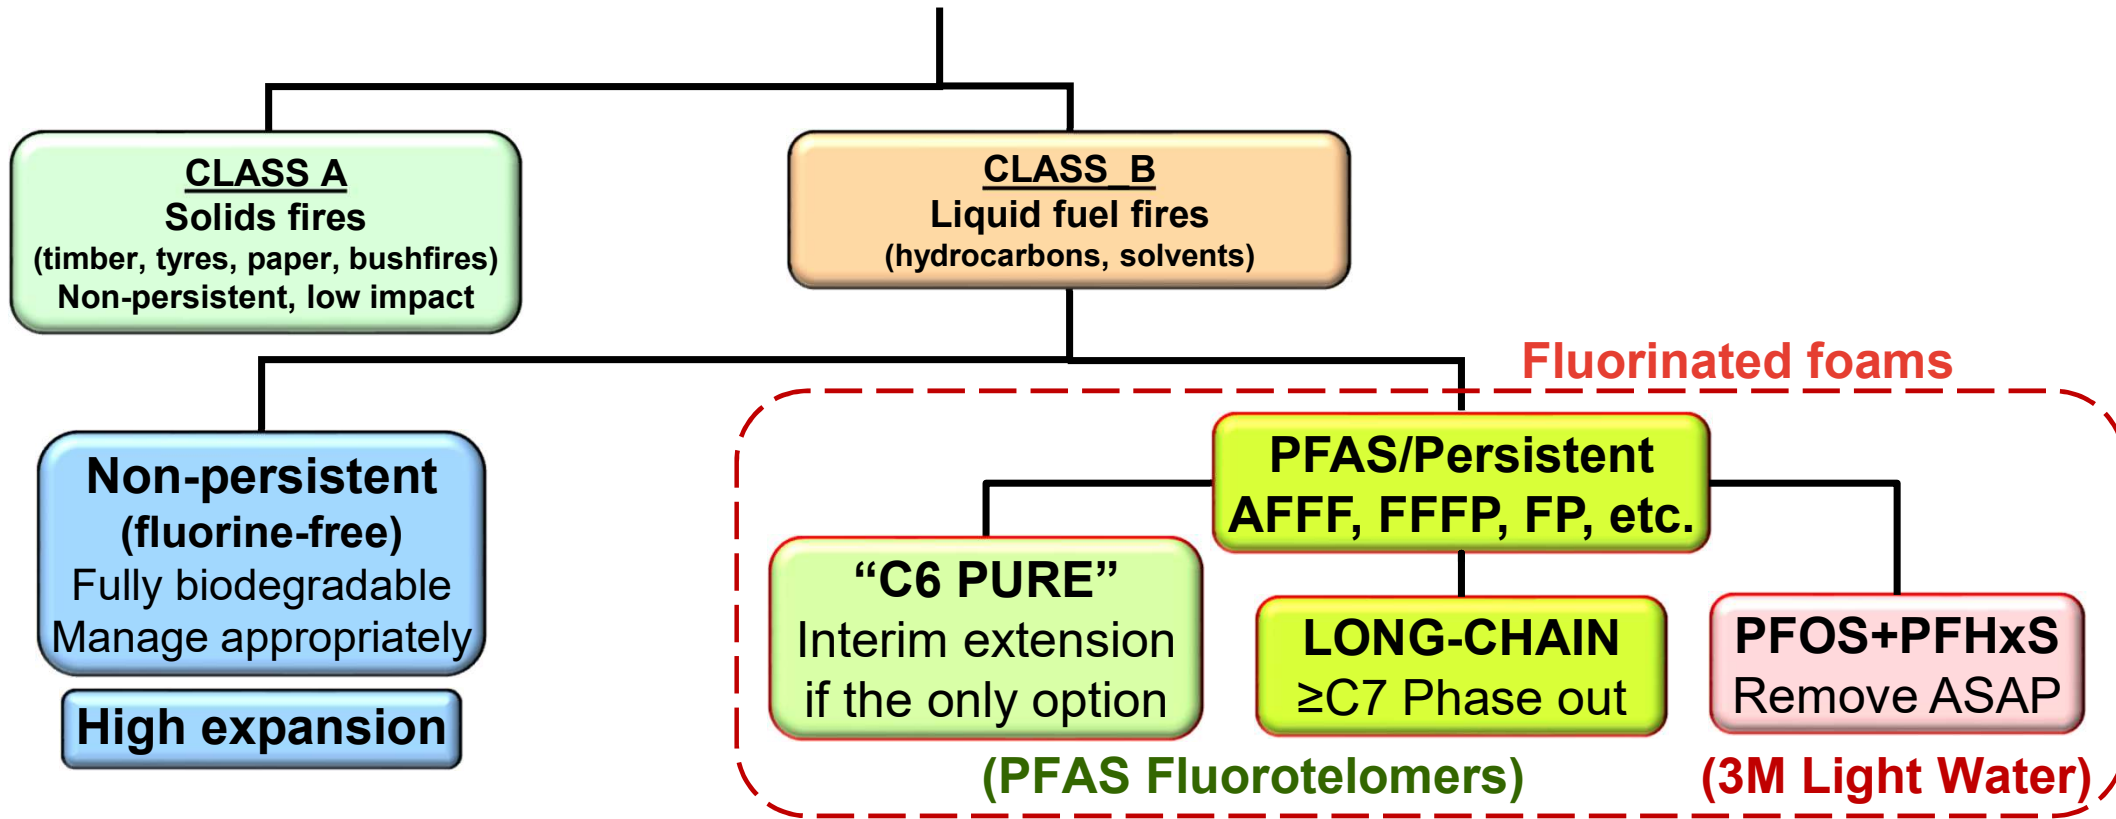 CLASS A
Solids fires
(timber, tyres, paper, bushfires)
Non-persistent, low impact
CLASS_B
Liquid fuel fires
(hydrocarbons, solvents)
Fluorinated foams
Non-persistent
(fluorine-free)
Fully biodegradable
Manage appropriately
High expansion
PFAS/Persistent
AFFF, FFFP, FP, etc.
“C6 PURE”
Interim extension
if the only option
LONG-CHAIN
≥C7 Phase out
PFOS+PFHxS
Remove ASAP
(PFAS Fluorotelomers)
(3M Light Water)